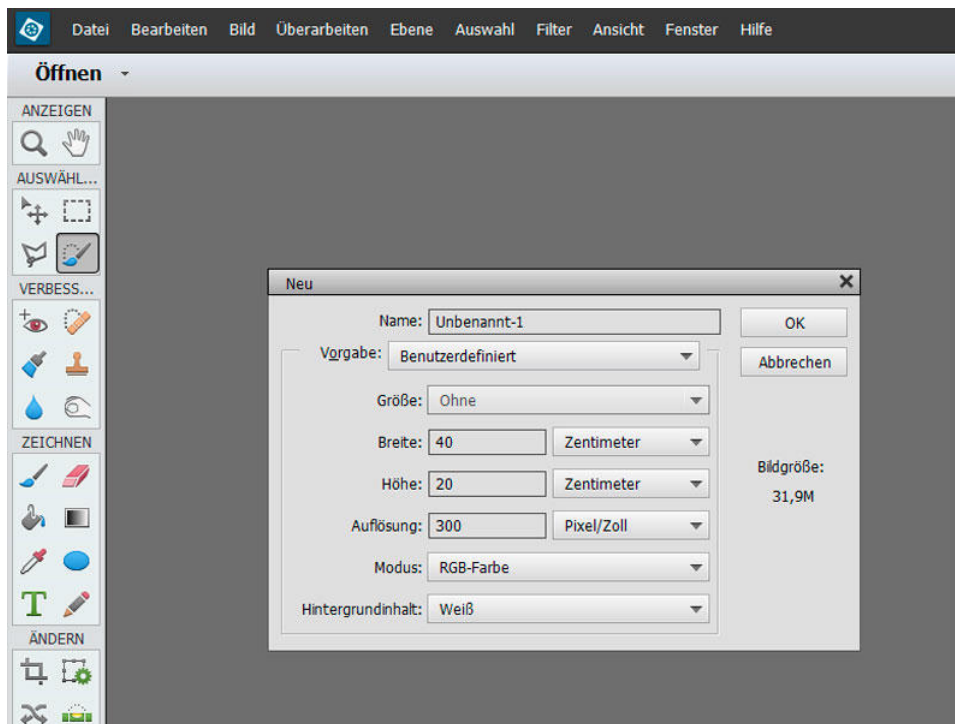 Datei Bearbeiten Bild Überarbeiten Ebene Auswahl Filter Ansicht Fenster Hilfe
Öffnen
ANZEIGEN
AUSWÄHL...
VERBESS...
ZEICHNEN
T
ÄNDERN
Neu
Name: Unbenannt-1
OK
Vorgabe: Benutzerdefiniert
Abbrechen
Größe: Ohne
Breite: 40 Zentimeter
Höhe: 20 Zentimeter
Bildgröße:
31,9M
Auflösung: 300 Pixel/Zoll
Modus: RGB-Farbe
Hintergrundinhalt: Weiß